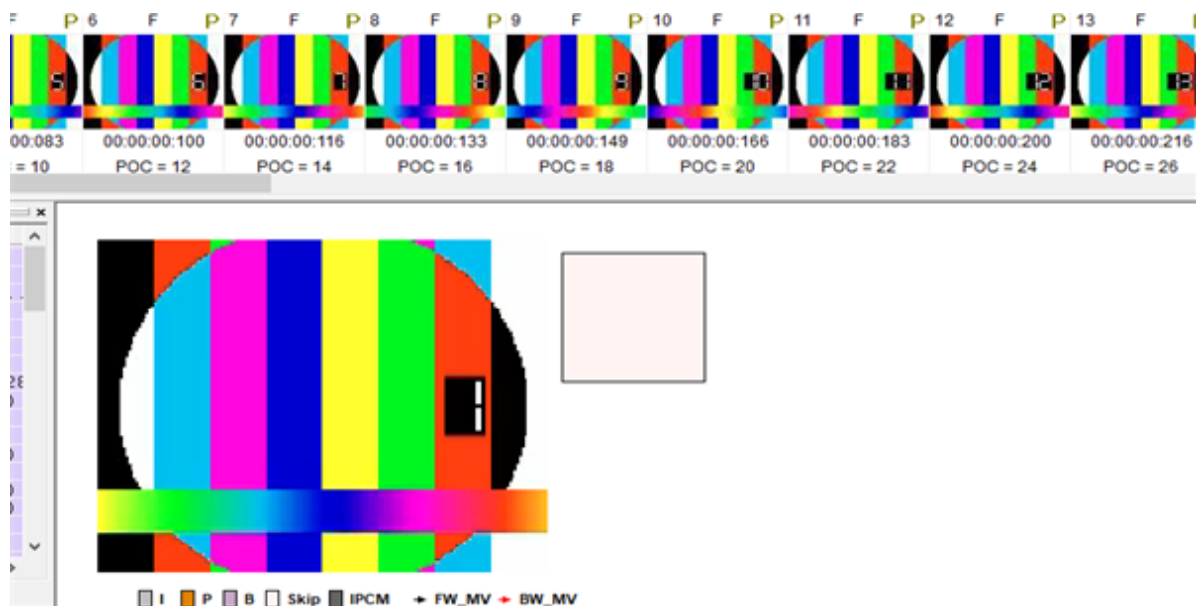 F P 6 F P 7 F P 8 F P 9 F P 10 F P 11 F P 12 F P 13 F
00:083 00:00:00:100 00:00:00:116 00:00:00:133 00:00:00:149 00:00:00:166 00:00:00:183 00:00:00:200 00:00:00:216
= 10 POC = 12 POC = 14 POC = 16 POC = 18 POC = 20 POC = 22 POC = 24 POC = 26
28
1
I P B Skip IPCM FW_MV BW_MV